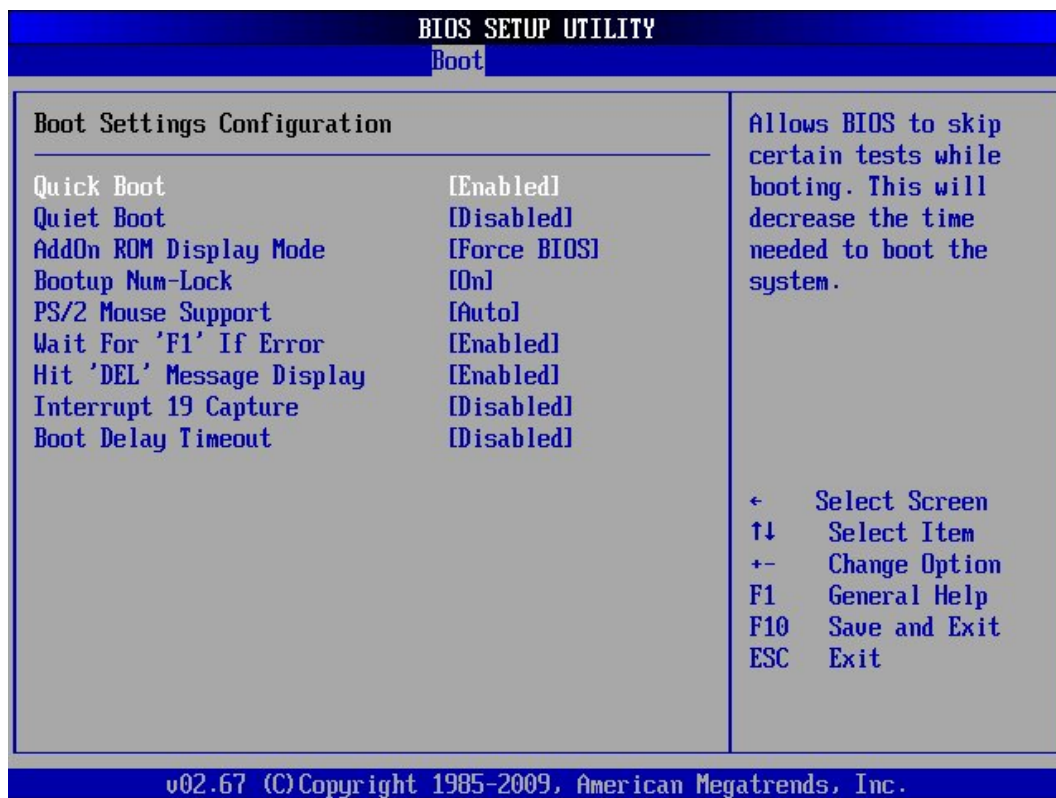 BIOS SETUP UTILITY
Boot
Boot Settings Configuration
Quick Boot [Enabled]
Quiet Boot [Disabled]
AddOn ROM Display Mode [Force BIOS]
Bootup Num-Lock [On]
PS/2 Mouse Support [Auto]
Wait For 'F1' If Error [Enabled]
Hit 'DEL' Message Display [Enabled]
Interrupt 19 Capture [Disabled]
Boot Delay Timeout [Disabled]
Allows BIOS to skip
certain tests while
booting. This will
decrease the time
needed to boot the
system.
← Select Screen
↑↓ Select Item
+- Change Option
F1 General Help
F10 Save and Exit
ESC Exit
v02.67 (C)Copyright 1985-2009, American Megatrends, Inc.